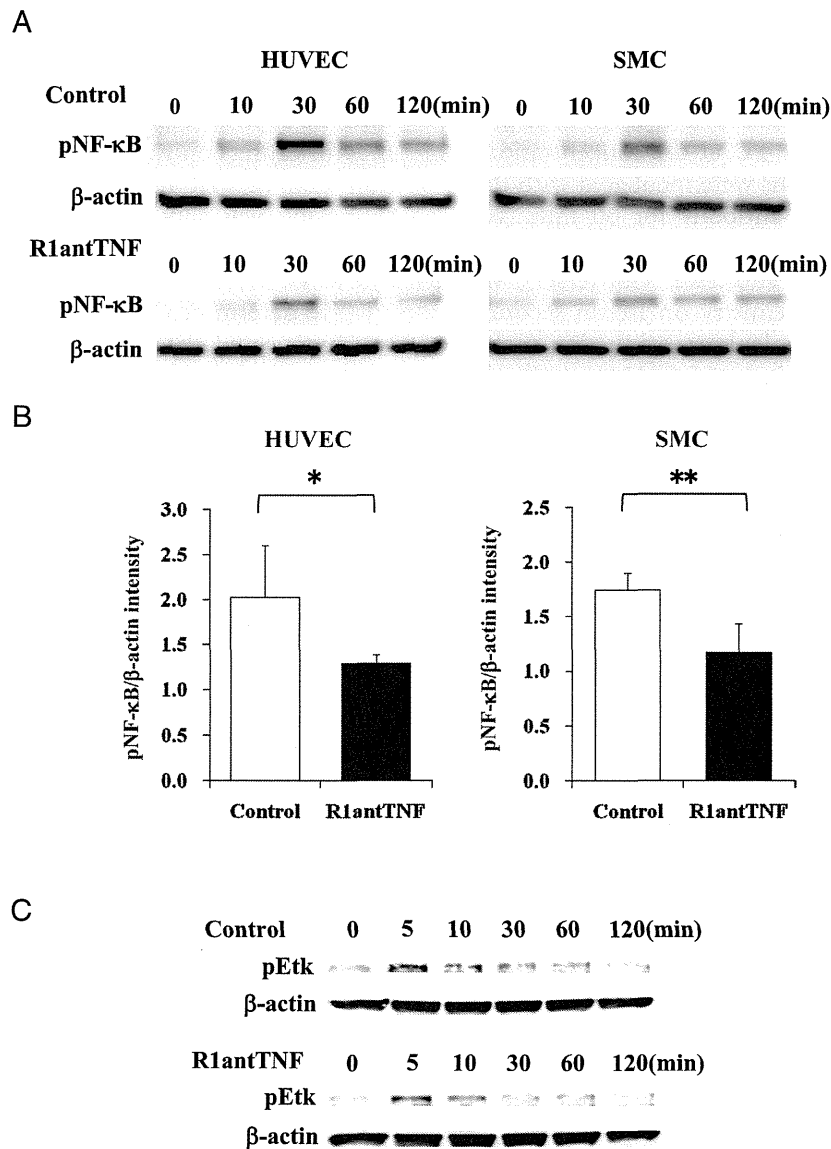 A
HUVEC SMC
Control 0 10 30 60 120(min) 0 10 30 60 120(min)
pNF-κB
β-actin
R1antTNF 0 10 30 60 120(min) 0 10 30 60 120(min)
pNF-κB
β-actin
B
HUVEC
*
pNF-κB/β-actin intensity
3.0
2.5
2.0
1.5
1.0
0.5
0.0
Control R1antTNF
SMC
**
pNF-κB/β-actin intensity
2.5
2.0
1.5
1.0
0.5
0.0
Control R1antTNF
C
Control 0 5 10 30 60 120(min)
pEtk
β-actin
R1antTNF 0 5 10 30 60 120(min)
pEtk
β-actin